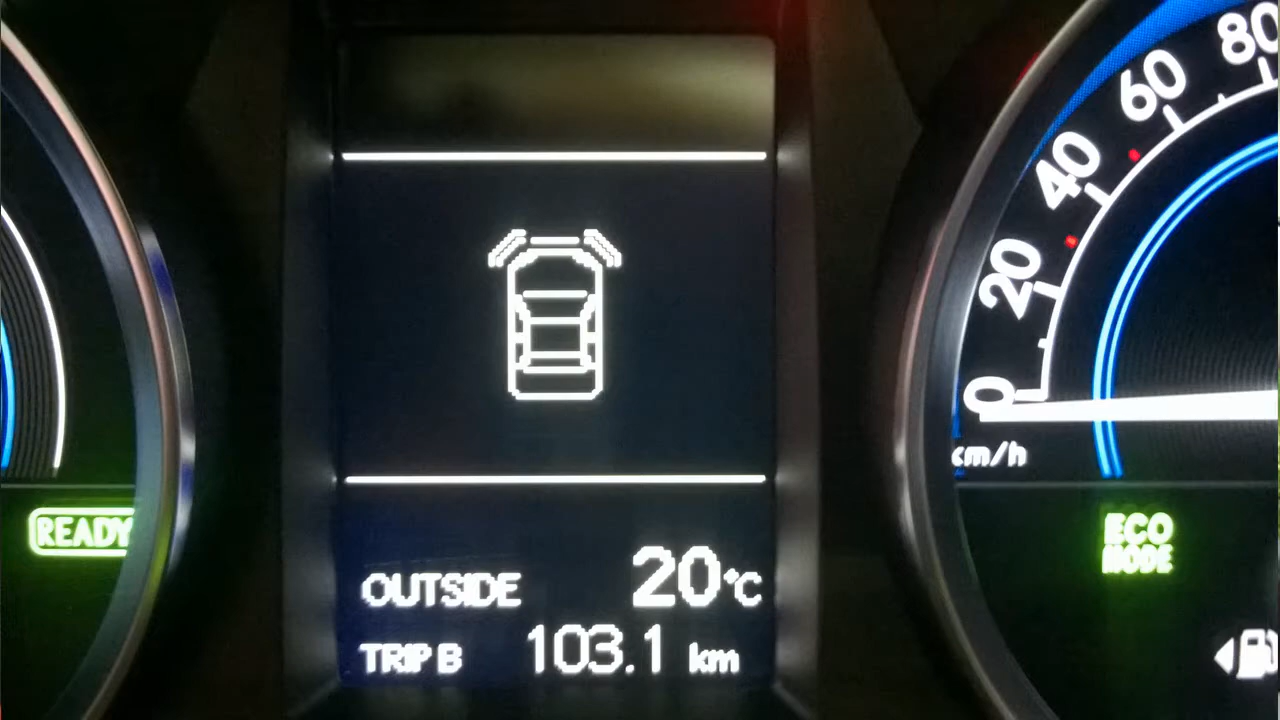 READY
OUTSIDE 20°C
TRIP B 103.1 km
80
60
40
20
0
km/h
ECO
MODE